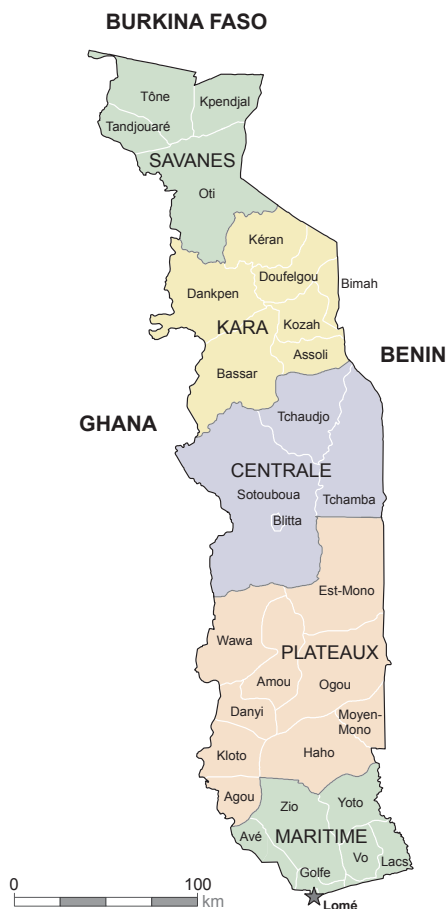 BURKINA FASO
Tône
Kpendjal
Tandjouaré
SAVANES
Oti
Kéran
Doufelgou
Bimah
Dankpen
KARA
Kozah
Assoli
BENIN
Bassar
GHANA
Tchaudjo
CENTRALE
Sotouboua
Tchamba
Blitta
Est-Mono
Wawa
PLATEAUX
Amou
Ogou
Danyi
Moyen-
Mono
Kloto
Haho
Agou
Zio
Yoto
Avé
MARITIME
Vo
Lacs
Golfe
0
100
km
Lomé